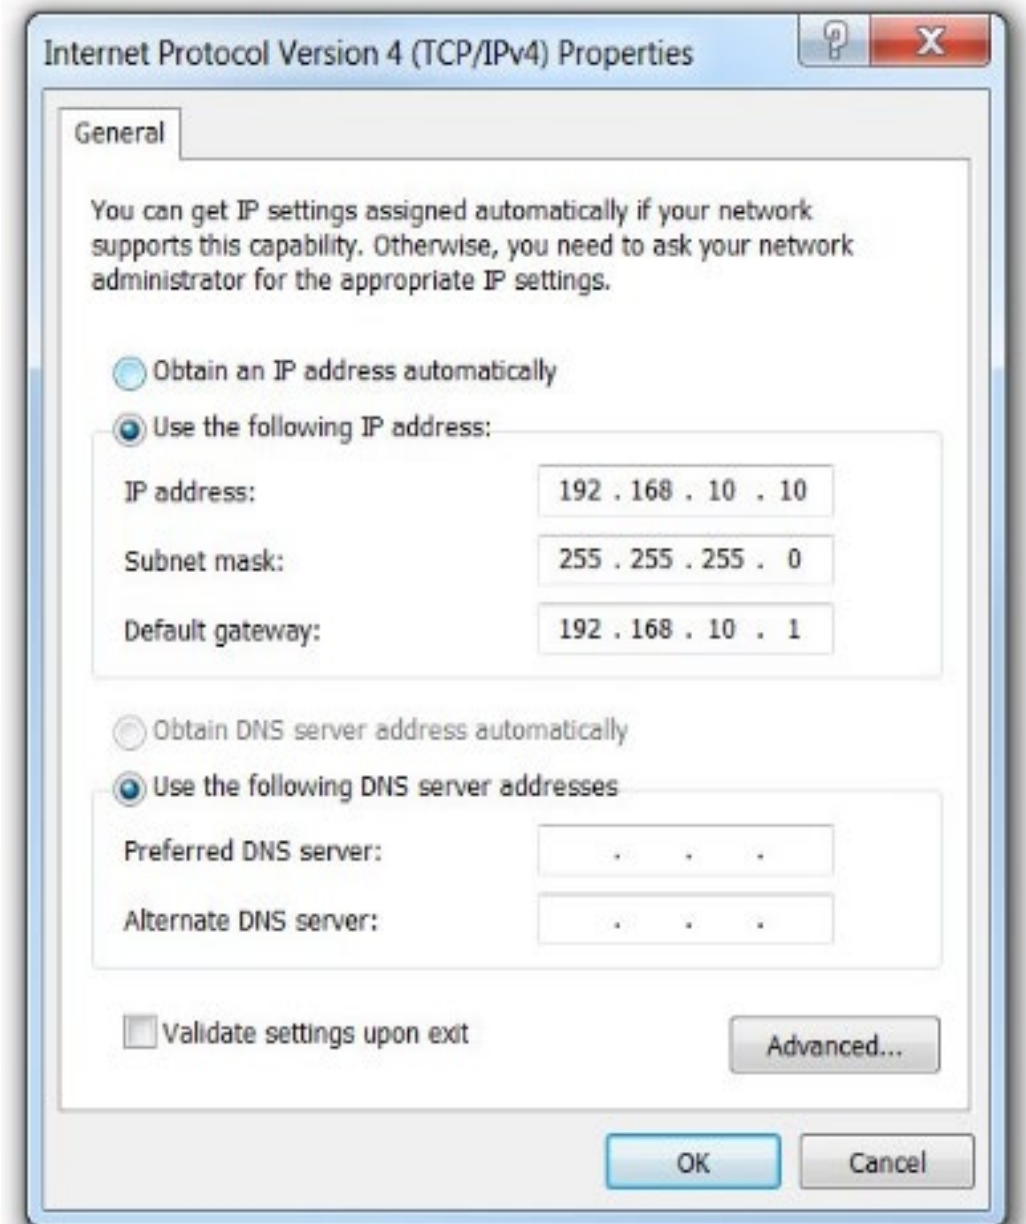 Internet Protocol Version 4 (TCP/IPv4) Properties
General
You can get IP settings assigned automatically if your network
supports this capability. Otherwise, you need to ask your network
administrator for the appropriate IP settings.
Obtain an IP address automatically
Use the following IP address:
IP address: 192 . 168 . 10 . 10
Subnet mask: 255 . 255 . 255 . 0
Default gateway: 192 . 168 . 10 . 1
Obtain DNS server address automatically
Use the following DNS server addresses
Preferred DNS server: . . .
Alternate DNS server: . . .
Validate settings upon exit
Advanced...
OK Cancel